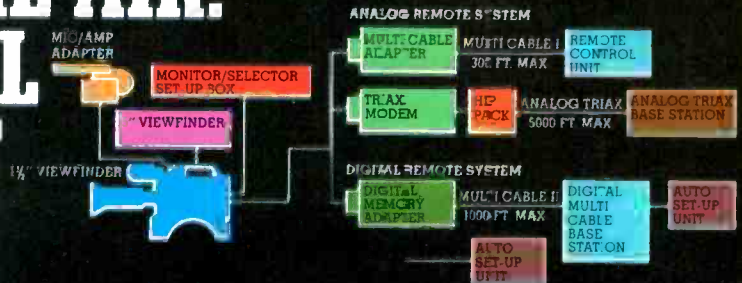 MIC/AMP
ADAPTER
MONITOR/SELECTOR
SET UP BOX
" VIEWFINDER
1½" VIEWFINDER
ANALOG REMOTE SYSTEM
MULTI CABLE
ADAPTER
MULTI CABLE I
300 FT. MAX
REMOTE
CONTROL
UNIT
TRIAX
MODEM
HIP
PACK
ANALOG TRIAX
5000 FT MAX
ANALOG TRIAX
BASE STATION
DIGITAL REMOTE SYSTEM
DIGITAL
MEMORY
ADAPTER
MULTI CABLE II
1000 FT MAX
DIGITAL
MULTI
CABLE
BASE
STATION
AUTO
SET-UP
UNIT
AUTO
SET-UP
UNIT